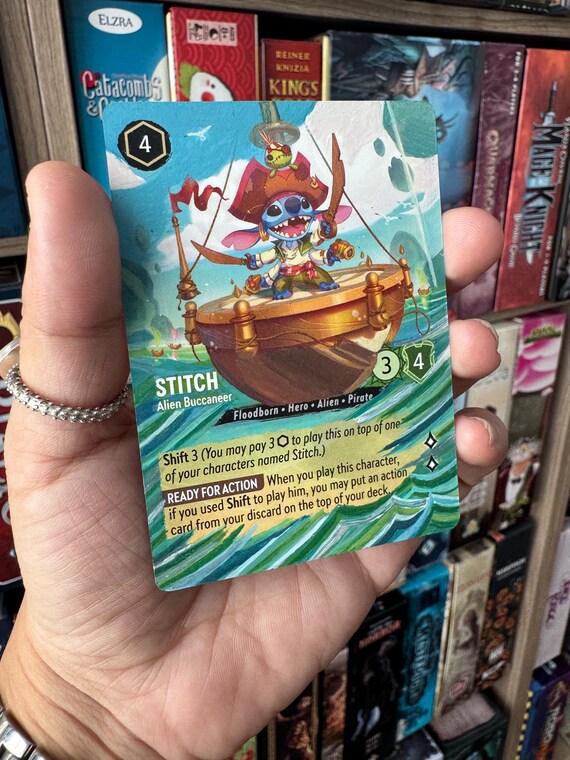 ELZRA
Catacombs
REINER
KNIZIA
KINGS
MAGE KNIGHT
4
STITCH
Alien Buccaneer
3 4
Floodborn • Hero • Alien • Pirate
Shift 3 (You may pay 3 to play this on top of one
of your characters named Stitch.)
READY FOR ACTION When you play this character,
if you used Shift to play him, you may put an action
card from your discard on the top of your deck.